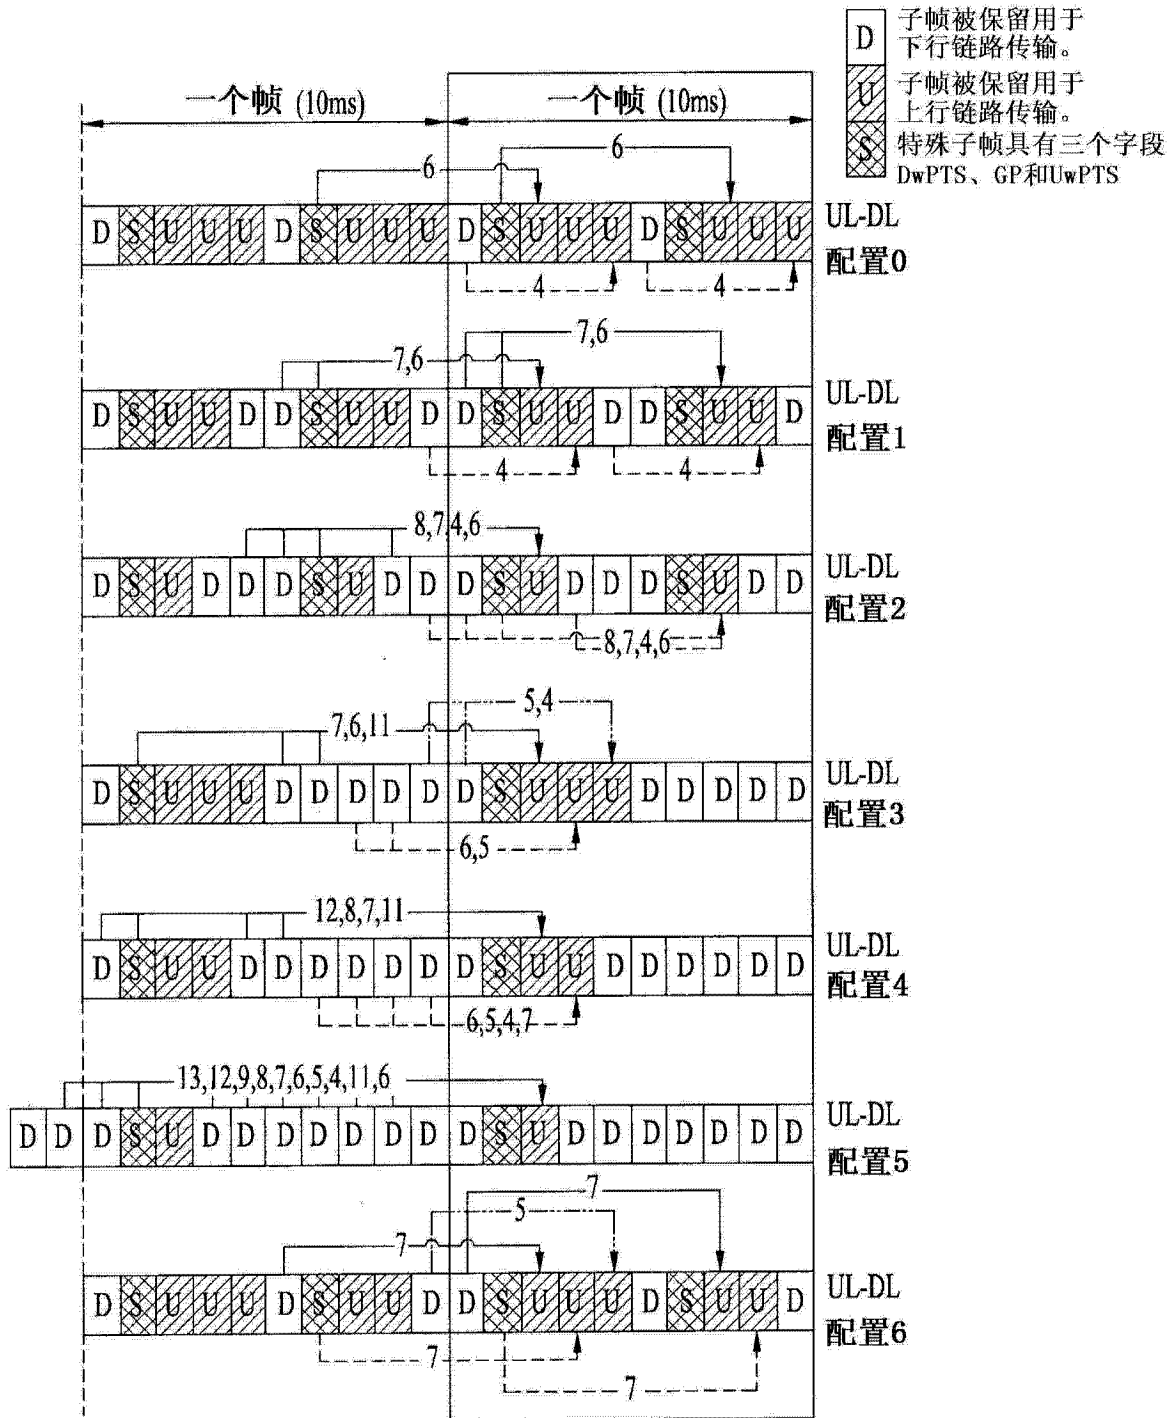 D
子帧被保留用于
下行链路传输。
U
子帧被保留用于
上行链路传输。
S
特殊子帧具有三个字段
DwPTS、GP和UwPTS
一个帧 (10ms)
一个帧 (10ms)
6
6
D S U U U D S U U U D S U U U D S U U U
UL-DL
配置0
4
4
7,6
7,6
D S U U D D S U U D D S U U D D S U U D
UL-DL
配置1
4
4
8,7,4,6
D S U D D D S U D D D S U D D D S U D D
UL-DL
配置2
8,7,4,6
5,4
7,6,11
D S U U U D D D D D D S U U U D D D D D
UL-DL
配置3
6,5
12,8,7,11
D S U U D D D D D D D S U U D D D D D D
UL-DL
配置4
6,5,4,7
13,12,9,8,7,6,5,4,11,6
D D D S U D D D D D D D D S U D D D D D D D
UL-DL
配置5
7
5
7
D S U U U D S U U D D S U U U D S U U D
UL-DL
配置6
7
7